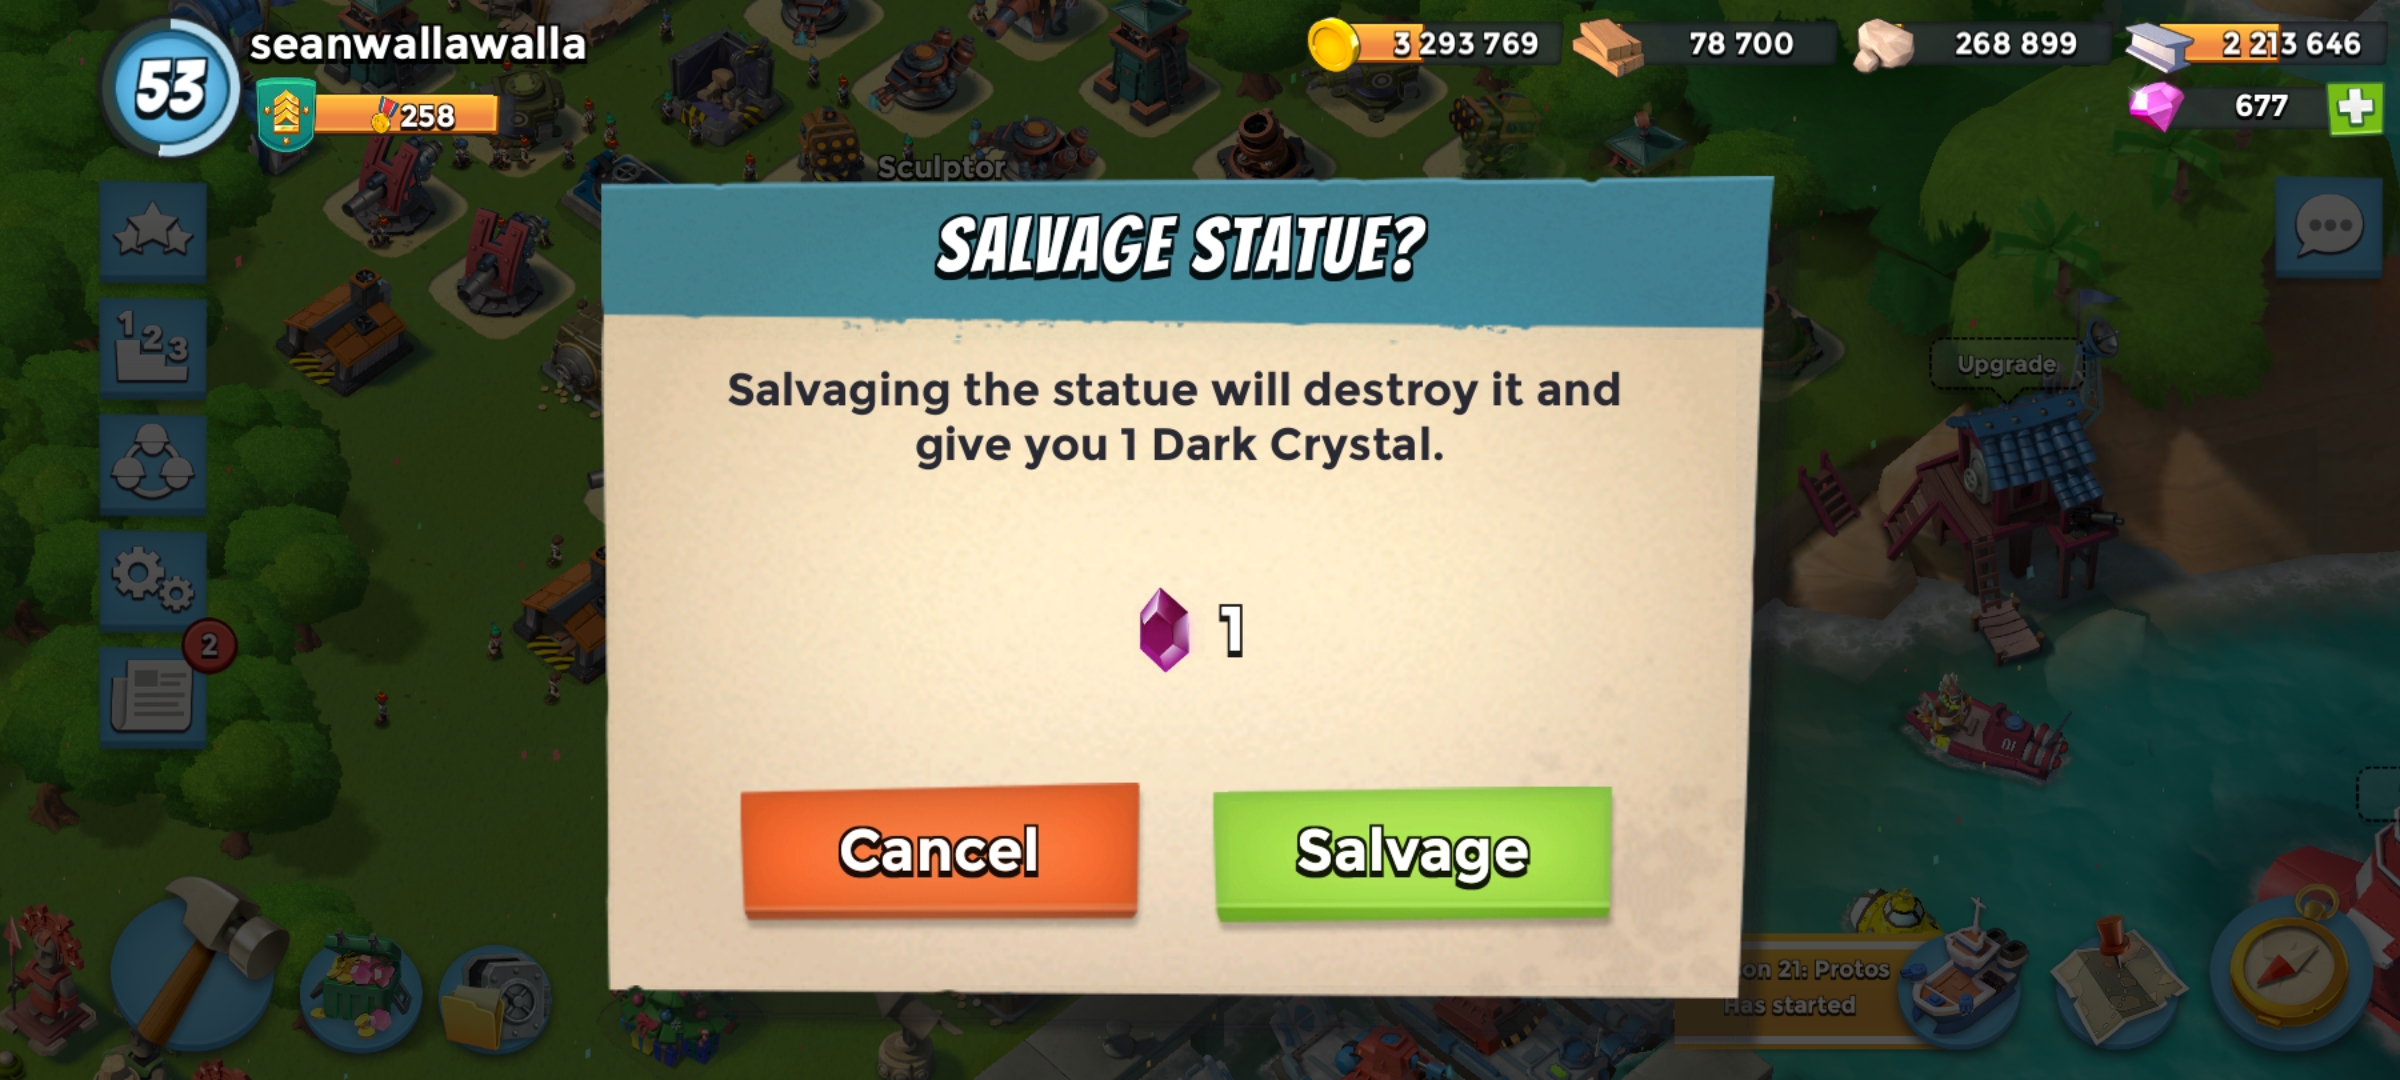 seanwallawalla
53
258
3 293 769
78 700
268 899
2 213 646
677
Sculptor
SALVAGE STATUE?
Salvaging the statue will destroy it and
give you 1 Dark Crystal.
1
Cancel
Salvage
1 2 3
2
Upgrade
on 21: Protos
Has started